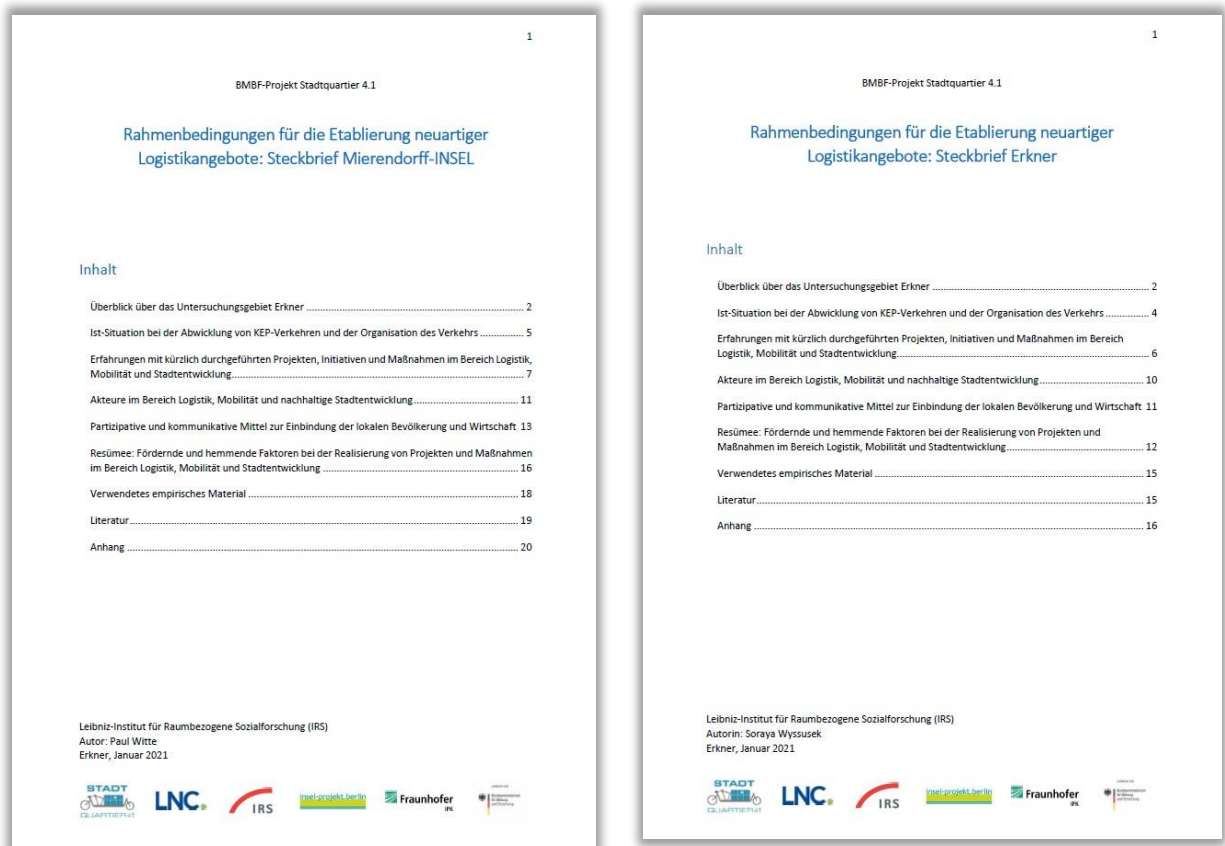 1
BMBF-Projekt Stadtquartier 4.1
Rahmenbedingungen für die Etablierung neuartiger
Logistikangebote: Steckbrief Mierendorff-INSEL
Inhalt
Überblick über das Untersuchungsgebiet Erkner ........ 2
Ist-Situation bei der Abwicklung von KEP-Verkehren und der Organisation des Verkehrs ........ 5
Erfahrungen mit kürzlich durchgeführten Projekten, Initiativen und Maßnahmen im Bereich Logistik,
Mobilität und Stadtentwicklung ........ 7
Akteure im Bereich Logistik, Mobilität und nachhaltige Stadtentwicklung ........ 11
Partizipative und kommunikative Mittel zur Einbindung der lokalen Bevölkerung und Wirtschaft 13
Resümee: Fördernde und hemmende Faktoren bei der Realisierung von Projekten und Maßnahmen
im Bereich Logistik, Mobilität und Stadtentwicklung ........ 16
Verwendetes empirisches Material ........ 18
Literatur ........ 19
Anhang ........ 20
Leibniz-Institut für Raumbezogene Sozialforschung (IRS)
Autor: Paul Witte
Erkner, Januar 2021
STADT
QUARTIER 4.1
LNC
IRS
insel-projekt.berlin
Fraunhofer
IPK
1
BMBF-Projekt Stadtquartier 4.1
Rahmenbedingungen für die Etablierung neuartiger
Logistikangebote: Steckbrief Erkner
Inhalt
Überblick über das Untersuchungsgebiet Erkner ........ 2
Ist-Situation bei der Abwicklung von KEP-Verkehren und der Organisation des Verkehrs ........ 4
Erfahrungen mit kürzlich durchgeführten Projekten, Initiativen und Maßnahmen im Bereich
Logistik, Mobilität und Stadtentwicklung ........ 6
Akteure im Bereich Logistik, Mobilität und nachhaltige Stadtentwicklung ........ 10
Partizipative und kommunikative Mittel zur Einbindung der lokalen Bevölkerung und Wirtschaft 11
Resümee: Fördernde und hemmende Faktoren bei der Realisierung von Projekten und
Maßnahmen im Bereich Logistik, Mobilität und Stadtentwicklung ........ 12
Verwendetes empirisches Material ........ 15
Literatur ........ 15
Anhang ........ 16
Leibniz-Institut für Raumbezogene Sozialforschung (IRS)
Autorin: Soraya Wyssusek
Erkner, Januar 2021
STADT
QUARTIER 4.1
LNC
IRS
insel-projekt.berlin
Fraunhofer
IPK